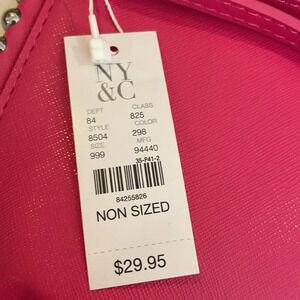 NY
&C
DEPT CLASS
84 825
STYLE COLOR
8504 298
SIZE MFG
999 94440
35-P41-2
84255826
NON SIZED
$29.95